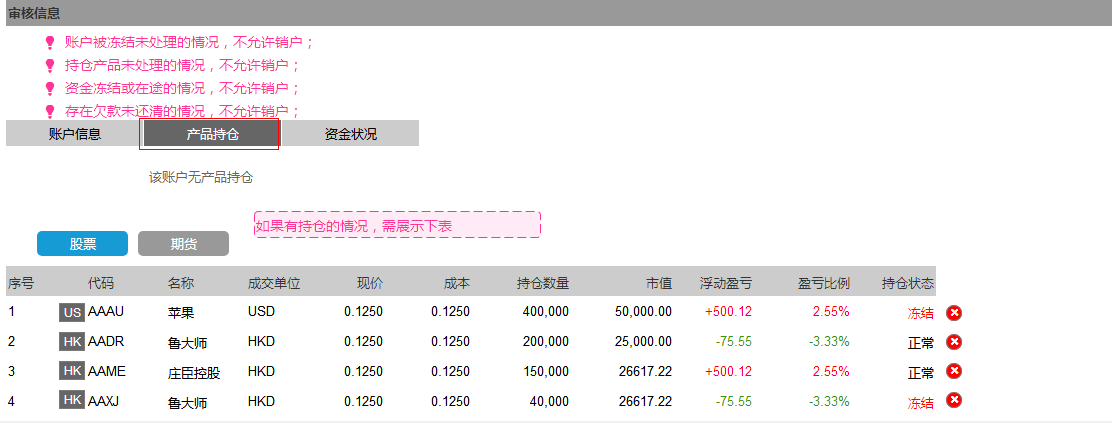 审核信息
账户被冻结未处理的情况，不允许销户；
持仓产品未处理的情况，不允许销户；
资金冻结或在途的情况，不允许销户；
存在欠款未还清的情况，不允许销户；
账户信息 产品持仓 资金状况
该账户无产品持仓
如果有持仓的情况，需展示下表
股票 期货
序号 代码 名称 成交单位 现价 成本 持仓数量 市值 浮动盈亏 盈亏比例 持仓状态
1 US AAAU 苹果 USD 0.1250 0.1250 400,000 50,000.00 +500.12 2.55% 冻结
2 HK AADR 鲁大师 HKD 0.1250 0.1250 200,000 25,000.00 -75.55 -3.33% 正常
3 HK AAME 庄臣控股 HKD 0.1250 0.1250 150,000 26617.22 +500.12 2.55% 正常
4 HK AAXJ 鲁大师 HKD 0.1250 0.1250 40,000 26617.22 -75.55 -3.33% 冻结